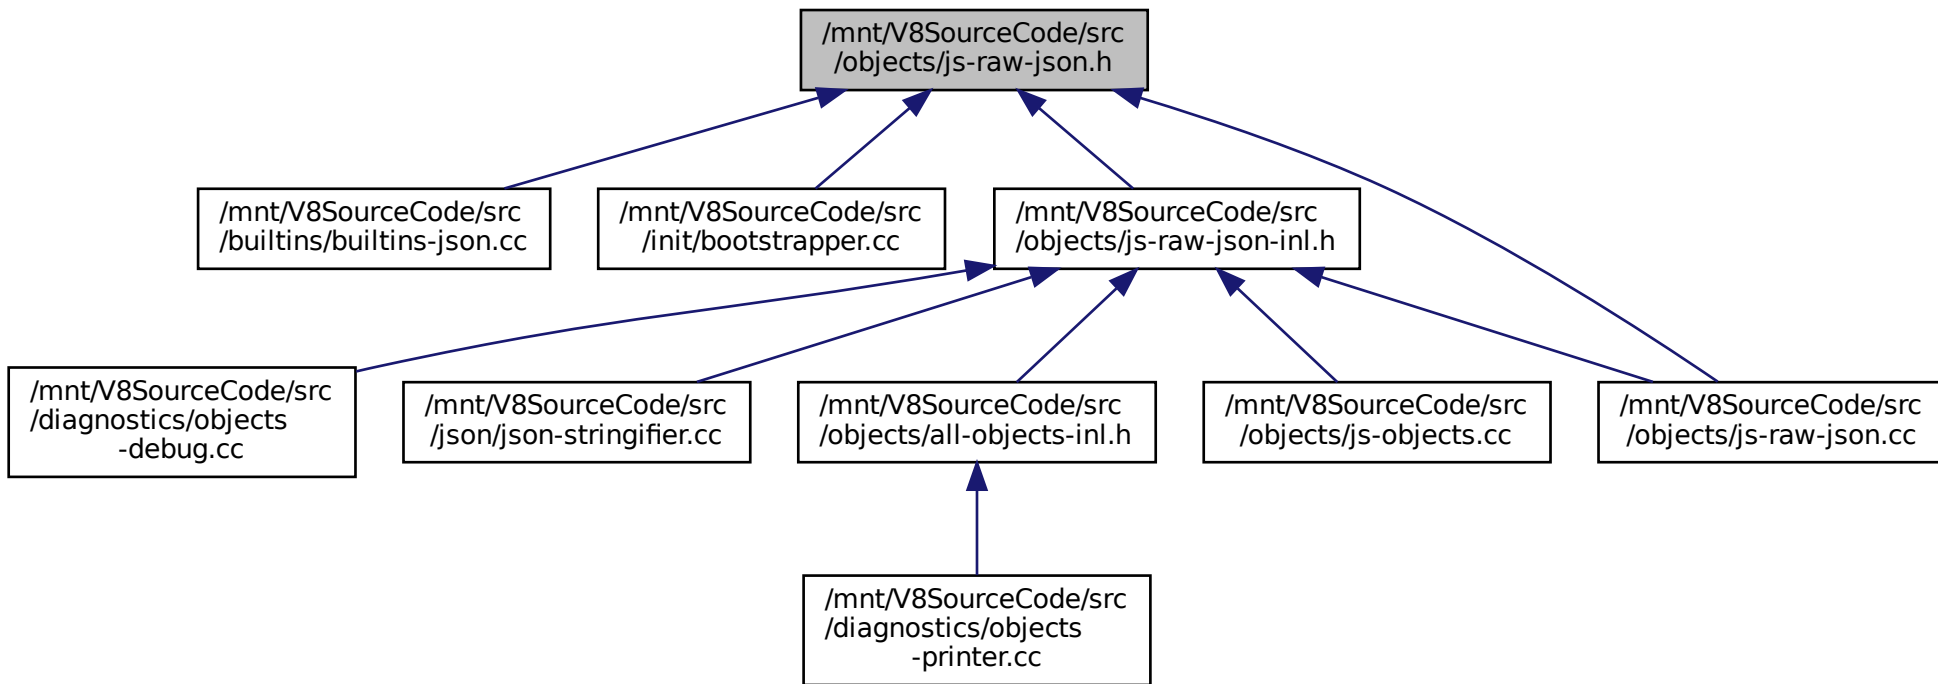 /mnt/V8SourceCode/src
/objects/js-raw-json.h
/mnt/V8SourceCode/src
/builtins/builtins-json.cc
/mnt/V8SourceCode/src
/init/bootstrapper.cc
/mnt/V8SourceCode/src
/objects/js-raw-json-inl.h
/mnt/V8SourceCode/src
/diagnostics/objects
-debug.cc
/mnt/V8SourceCode/src
/json/json-stringifier.cc
/mnt/V8SourceCode/src
/objects/all-objects-inl.h
/mnt/V8SourceCode/src
/objects/js-objects.cc
/mnt/V8SourceCode/src
/objects/js-raw-json.cc
/mnt/V8SourceCode/src
/diagnostics/objects
-printer.cc